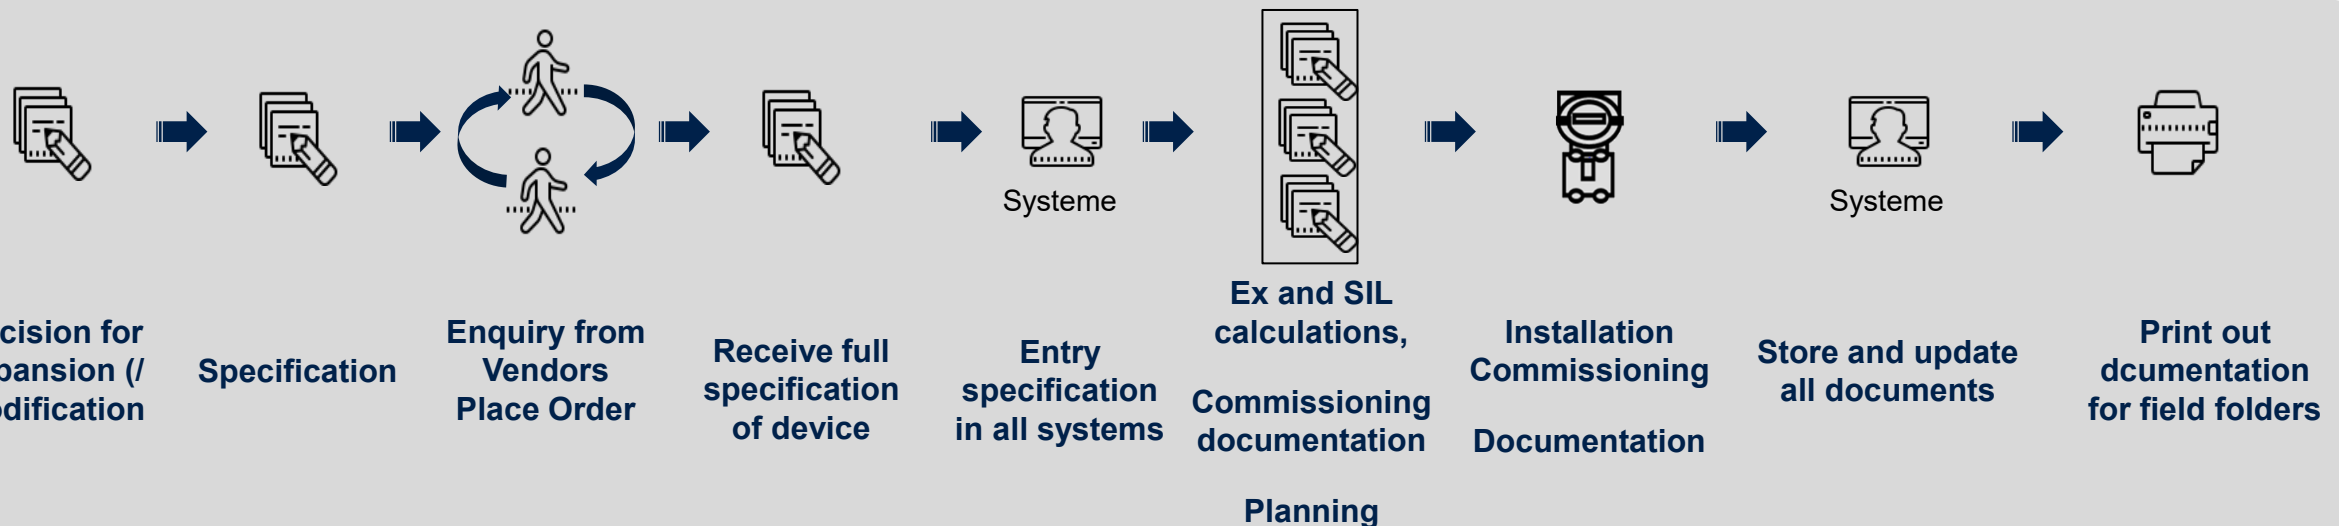 cision for
pansion (/
odification
Specification
Enquiry from
Vendors
Place Order
Receive full
specification
of device
Systeme
Entry
specification
in all systems
Ex and SIL
calculations,
Commissioning
documentation
Planning
Installation
Commissioning
Documentation
Systeme
Store and update
all documents
Print out
dcumentation
for field folders